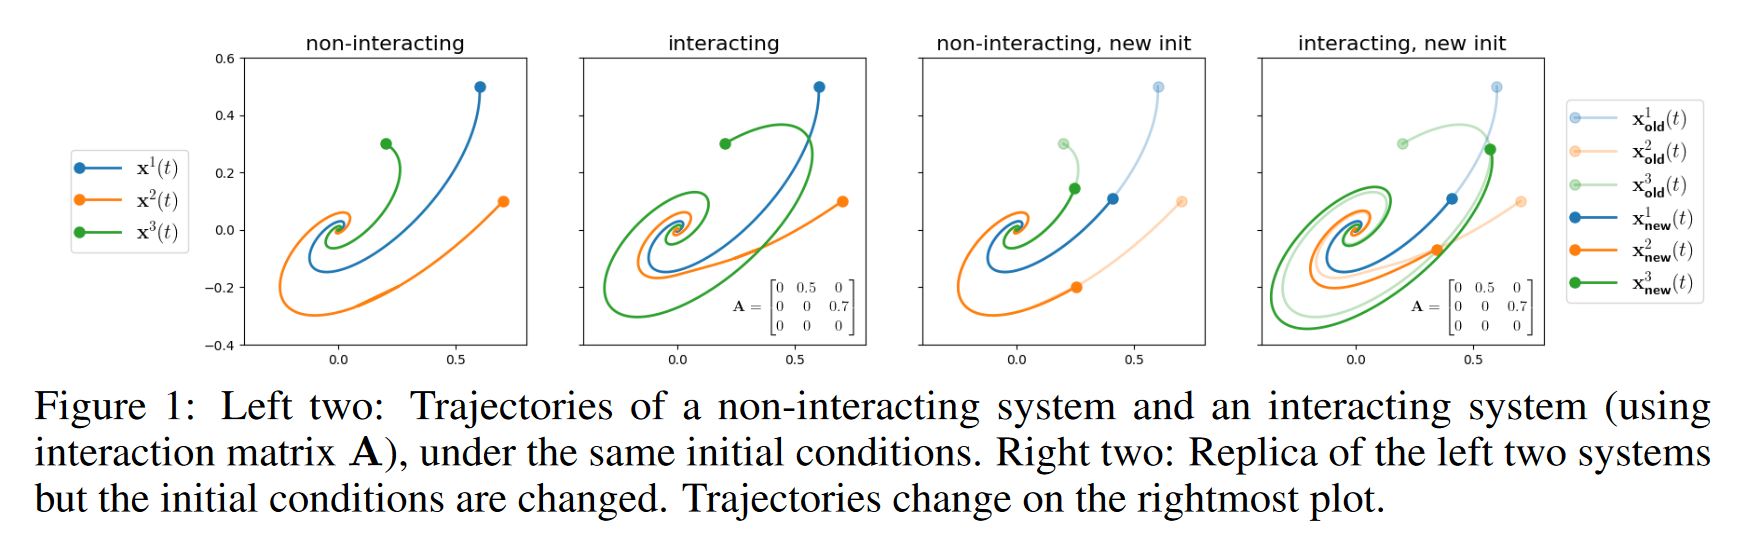 non-interacting
interacting
non-interacting, new init
interacting, new init
0.6
0.4
0.2
0.0
−0.2
−0.4
x¹(t)
x²(t)
x³(t)
0.0 0.5
0.0 0.5
0.0 0.5
0.0 0.5
A = [0 0.5 0
0 0 0.7
0 0 0]
A = [0 0.5 0
0 0 0.7
0 0 0]
x¹old(t)
x²old(t)
x³old(t)
x¹new(t)
x²new(t)
x³new(t)
Figure 1: Left two: Trajectories of a non-interacting system and an interacting system (using
interaction matrix A), under the same initial conditions. Right two: Replica of the left two systems
but the initial conditions are changed. Trajectories change on the rightmost plot.